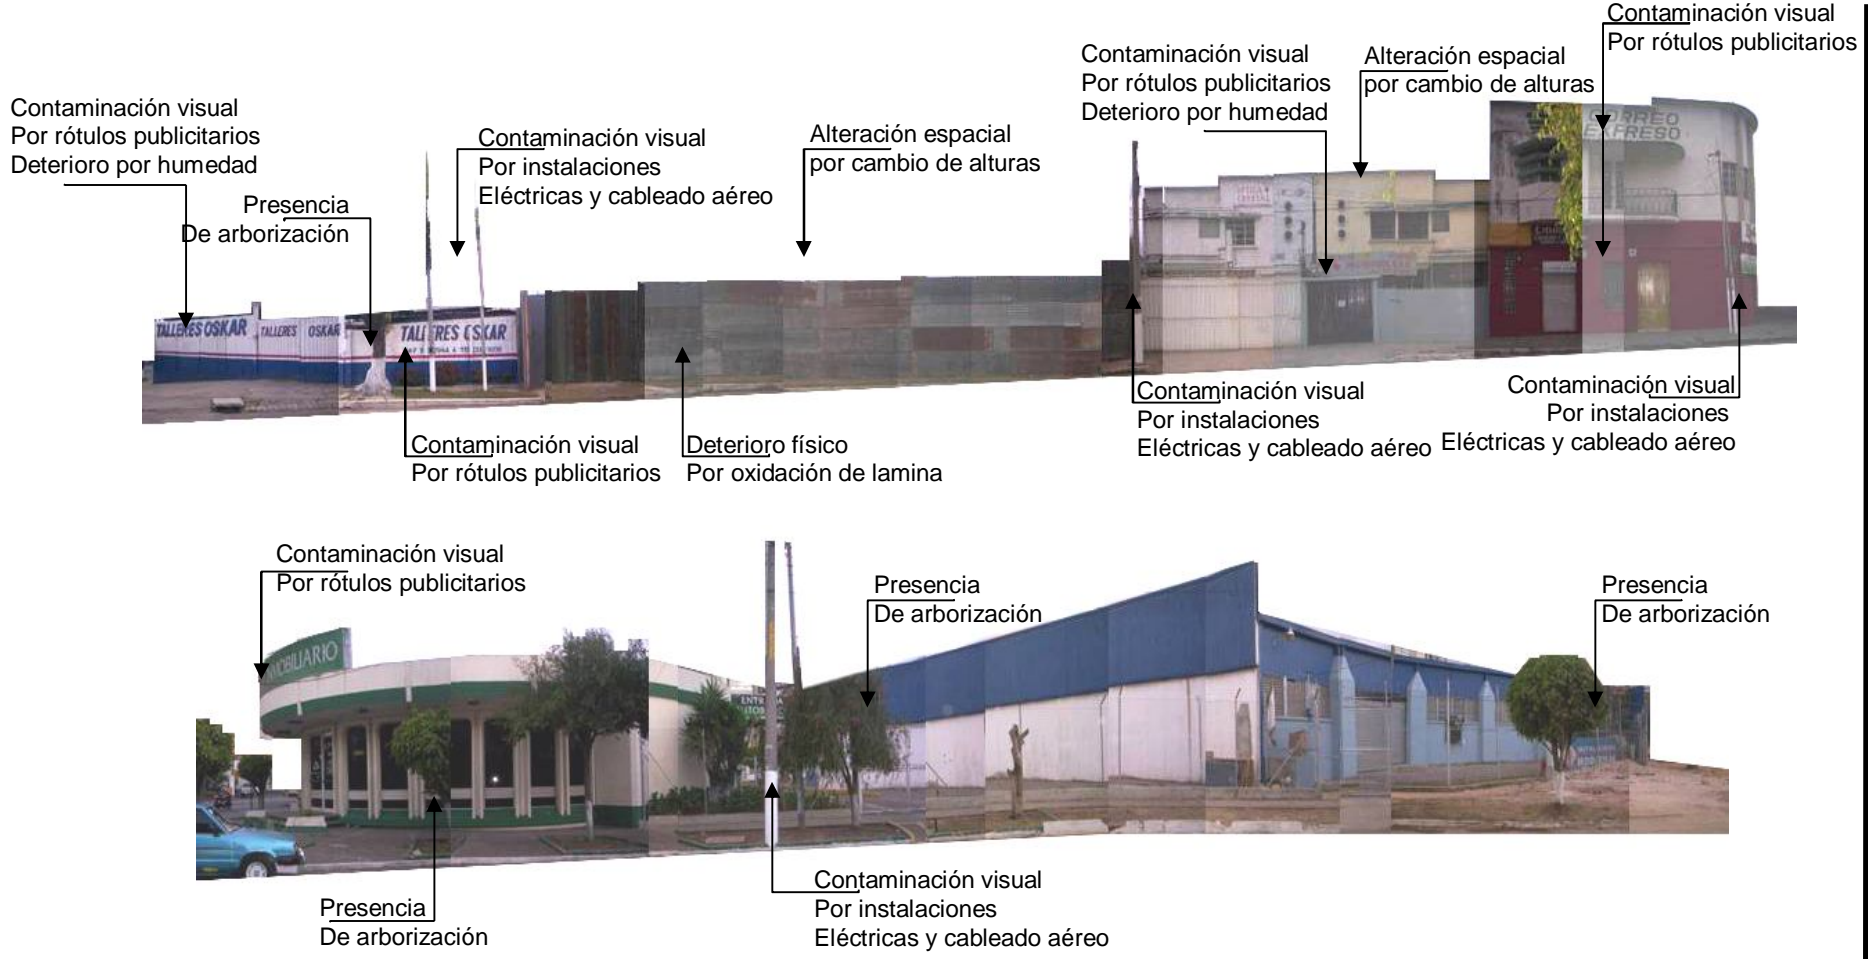 Contaminación visual
Por rótulos publicitarios
Contaminación visual
Por rótulos publicitarios
Deterioro por humedad
Alteración espacial
por cambio de alturas
Contaminación visual
Por rótulos publicitarios
Deterioro por humedad
Contaminación visual
Por instalaciones
Eléctricas y cableado aéreo
Alteración espacial
por cambio de alturas
Presencia
De arborización
CORREO
EXPRESO
TALLERES OSKAR
TALLERES OSKAR
TALLERES OSKAR
Contaminación visual
Por rótulos publicitarios
Deterioro físico
Por oxidación de lamina
Contaminación visual
Por instalaciones
Eléctricas y cableado aéreo
Contaminación visual
Por instalaciones
Eléctricas y cableado aéreo
Contaminación visual
Por rótulos publicitarios
Presencia
De arborización
Presencia
De arborización
MOBILIARIO
Presencia
De arborización
Contaminación visual
Por instalaciones
Eléctricas y cableado aéreo